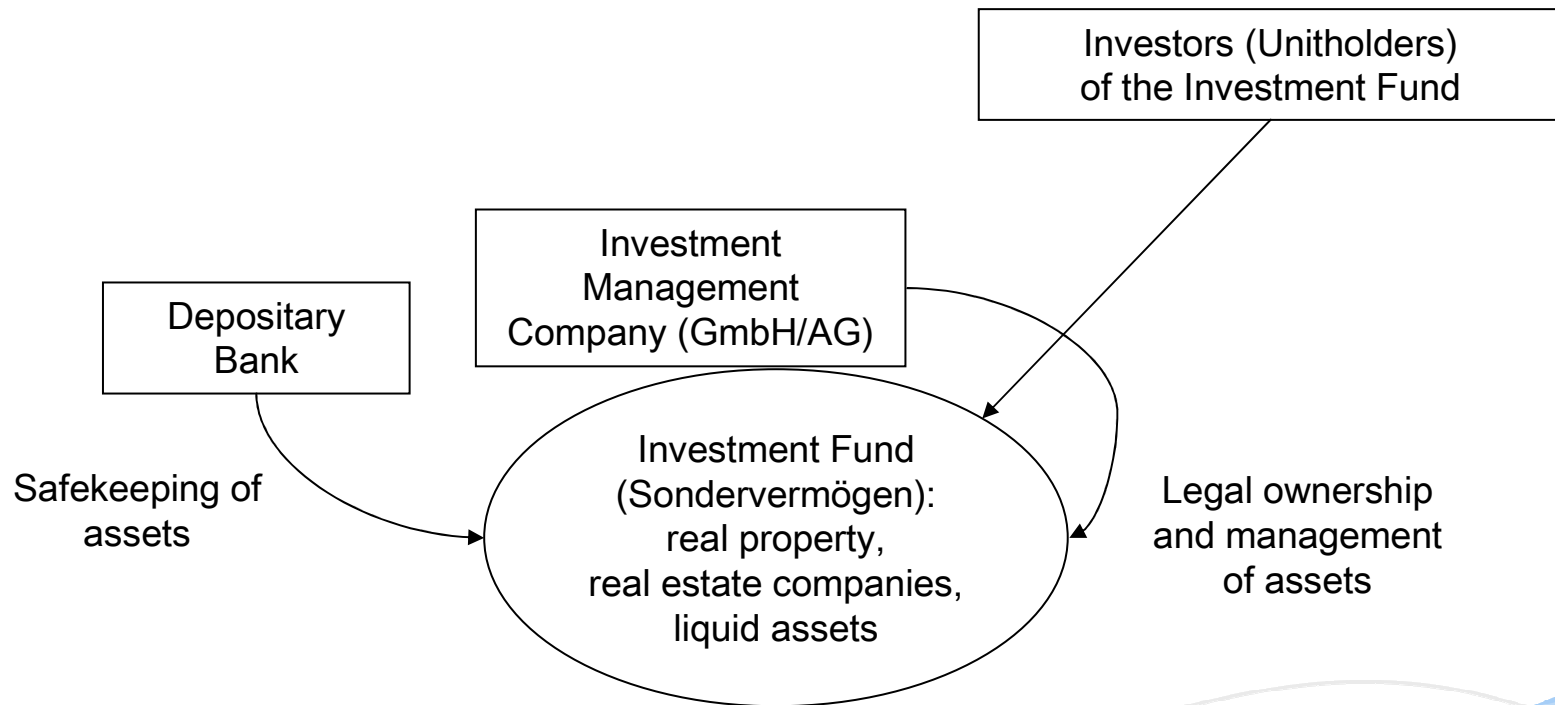 Investors (Unitholders)
of the Investment Fund
Investment
Management
Company (GmbH/AG)
Depositary
Bank
Investment Fund
(Sondervermögen):
real property,
real estate companies,
liquid assets
Safekeeping of
assets
Legal ownership
and management
of assets